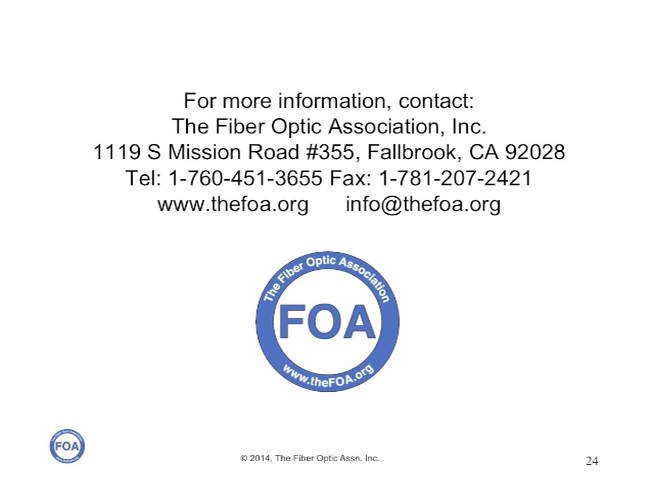 For more information, contact:
The Fiber Optic Association, Inc.
1119 S Mission Road #355, Fallbrook, CA 92028
Tel: 1-760-451-3655 Fax: 1-781-207-2421
www.thefoa.org info@thefoa.org
The Fiber Optic Association
FOA
www.theFOA.org
FOA
© 2014, The Fiber Optic Assn. Inc.
24